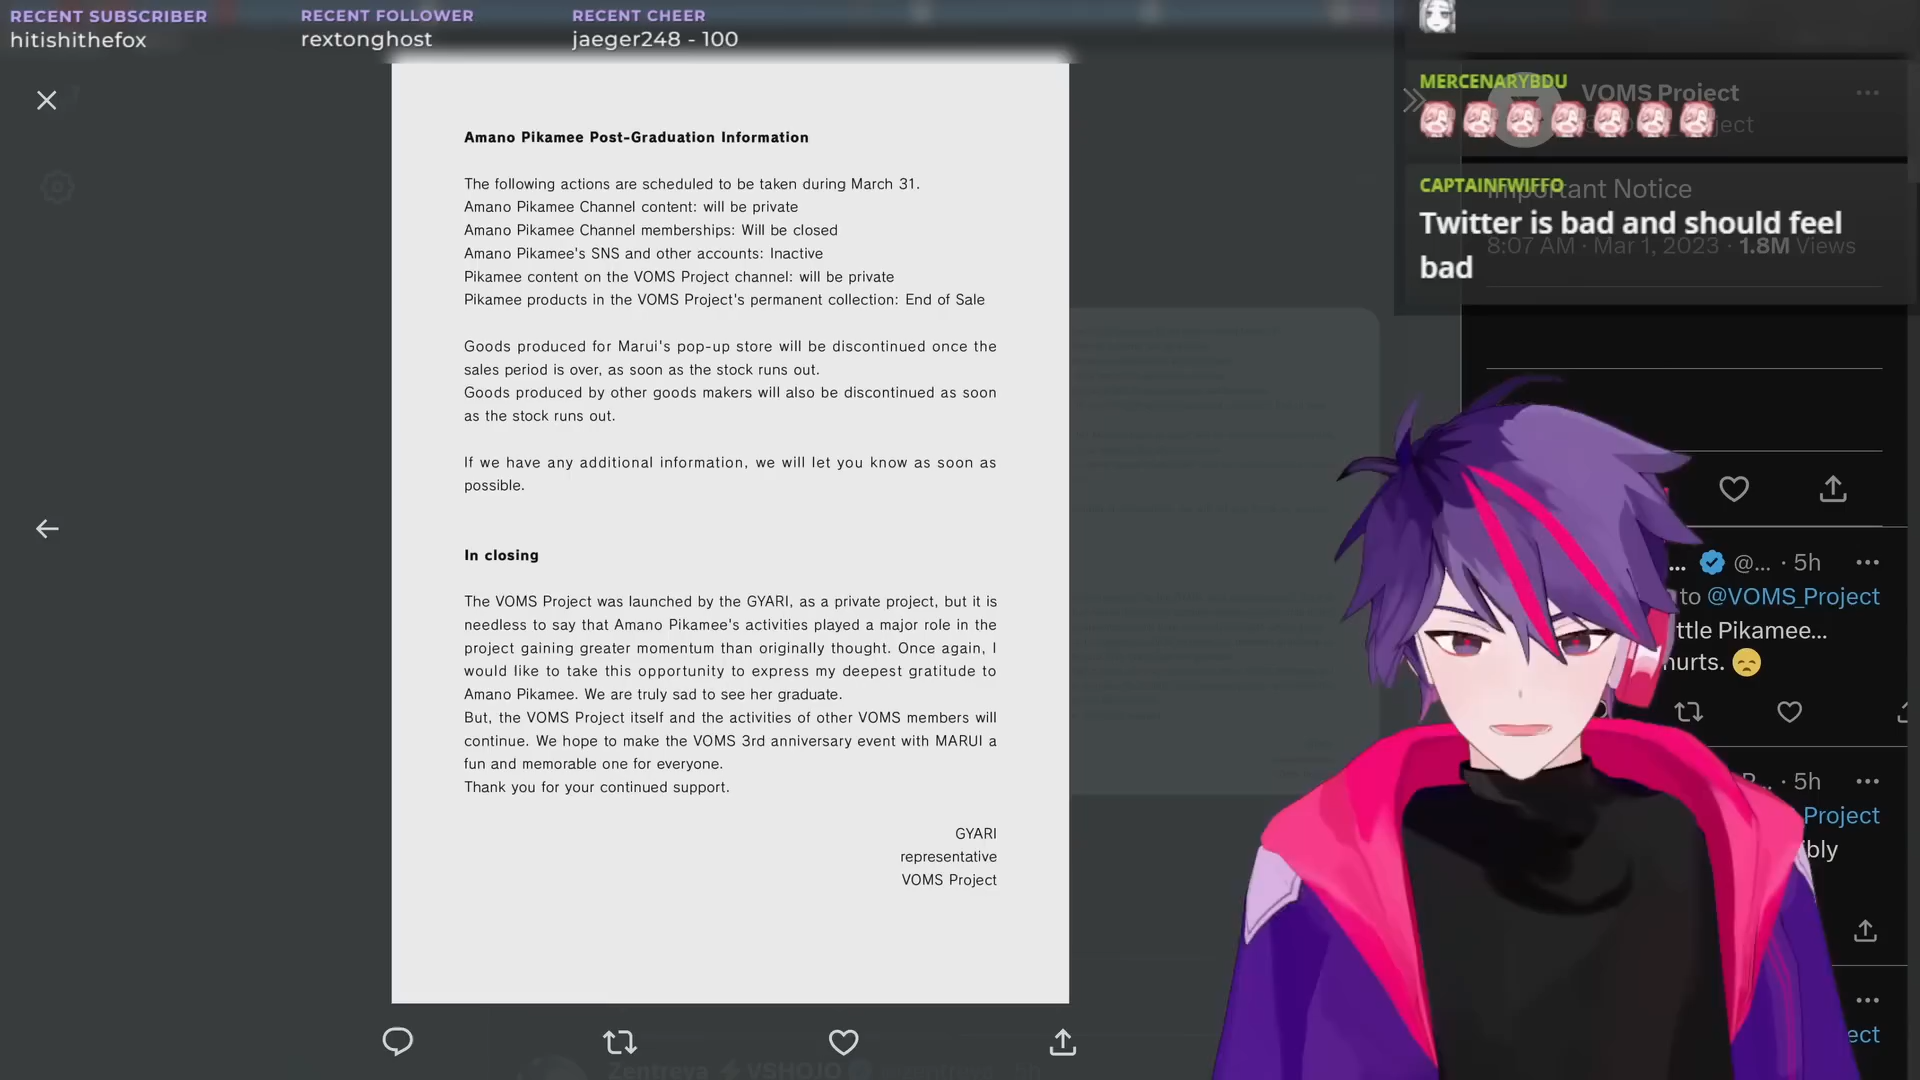 RECENT SUBSCRIBER
hitishithefox
RECENT FOLLOWER
rextonghost
RECENT CHEER
jaeger248 - 100
Amano Pikamee Post-Graduation Information
The following actions are scheduled to be taken during March 31.
Amano Pikamee Channel content: will be private
Amano Pikamee Channel memberships: Will be closed
Amano Pikamee's SNS and other accounts: Inactive
Pikamee content on the VOMS Project channel: will be private
Pikamee products in the VOMS Project's permanent collection: End of Sale
Goods produced for Marui's pop-up store will be discontinued once the
sales period is over, as soon as the stock runs out.
Goods produced by other goods makers will also be discontinued as soon
as the stock runs out.
If we have any additional information, we will let you know as soon as
possible.
In closing
The VOMS Project was launched by the GYARI, as a private project, but it is
needless to say that Amano Pikamee's activities played a major role in the
project gaining greater momentum than originally thought. Once again, I
would like to take this opportunity to express my deepest gratitude to
Amano Pikamee. We are truly sad to see her graduate.
But, the VOMS Project itself and the activities of other VOMS members will
continue. We hope to make the VOMS 3rd anniversary event with MARUI a
fun and memorable one for everyone.
Thank you for your continued support.
GYARI
representative
VOMS Project
Zentreya VSHOJO
MERCENARYBDU
VOMS Project
CAPTAINFWIFFO
Important Notice
Twitter is bad and should feel
bad
8:07 AM · Mar 1, 2023 · 1.8M Views
... @... · 5h
to @VOMS_Project
ttle Pikamee...
hurts.
· 5h
Project
bly
ect